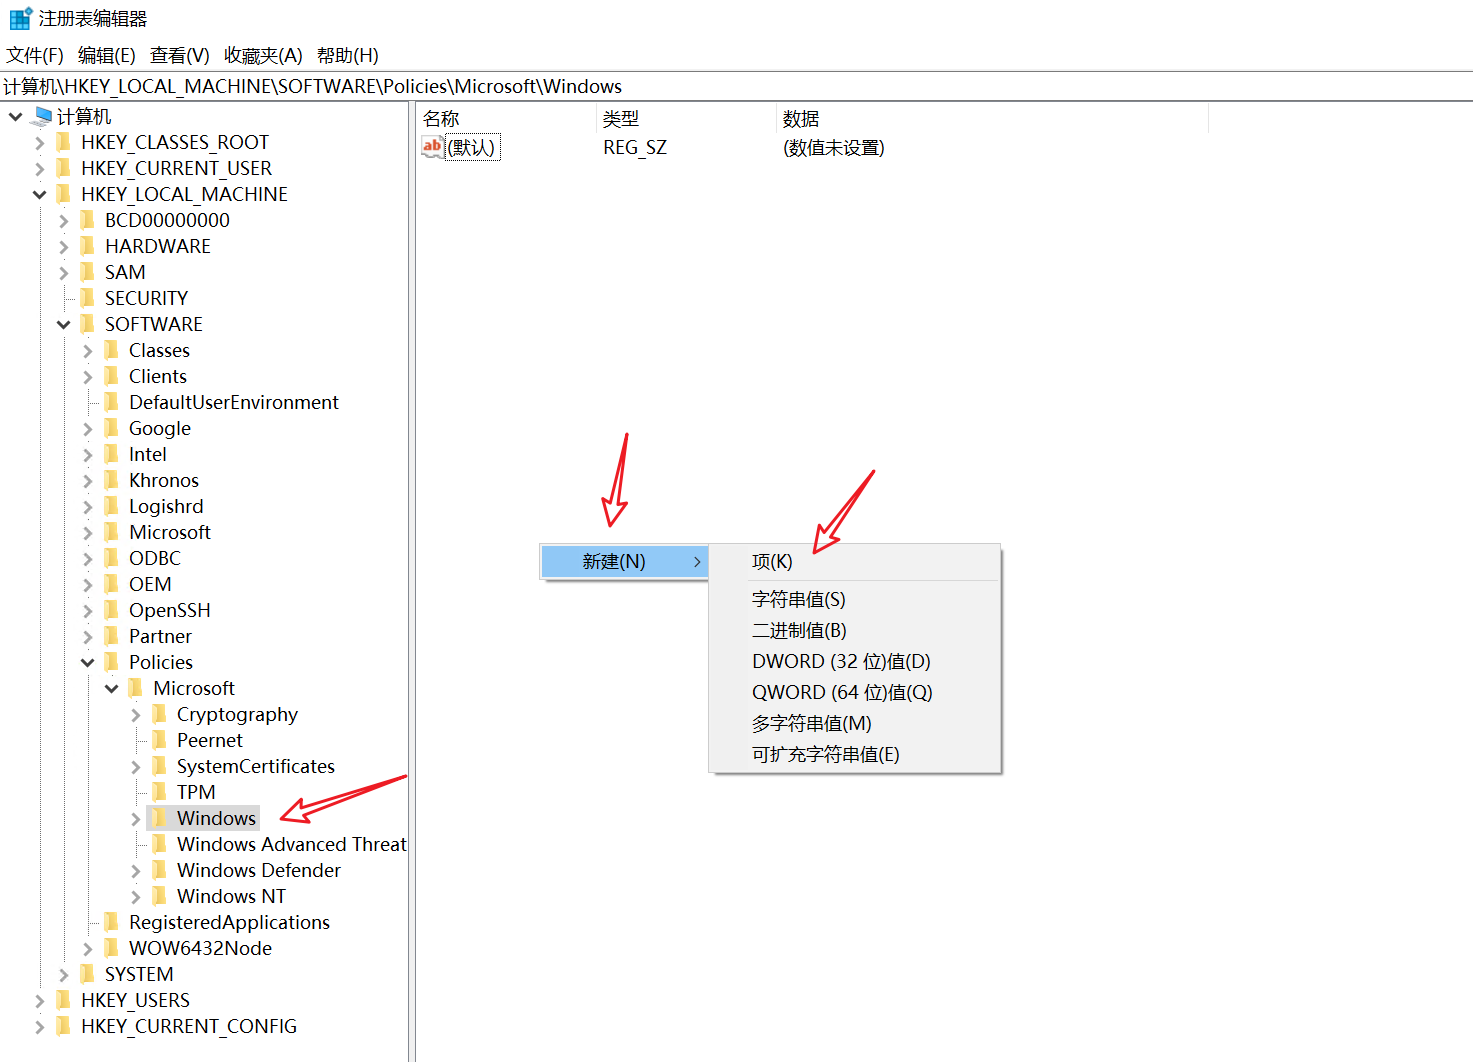 注册表编辑器
文件(F) 编辑(E) 查看(V) 收藏夹(A) 帮助(H)
计算机\HKEY_LOCAL_MACHINE\SOFTWARE\Policies\Microsoft\Windows
计算机
HKEY_CLASSES_ROOT
HKEY_CURRENT_USER
HKEY_LOCAL_MACHINE
BCD00000000
HARDWARE
SAM
SECURITY
SOFTWARE
Classes
Clients
DefaultUserEnvironment
Google
Intel
Khronos
Logishrd
Microsoft
ODBC
OEM
OpenSSH
Partner
Policies
Microsoft
Cryptography
Peernet
SystemCertificates
TPM
Windows
Windows Advanced Threat
Windows Defender
Windows NT
RegisteredApplications
WOW6432Node
SYSTEM
HKEY_USERS
HKEY_CURRENT_CONFIG
名称 类型 数据
ab (默认) REG_SZ (数值未设置)
新建(N)
项(K)
字符串值(S)
二进制值(B)
DWORD (32 位)值(D)
QWORD (64 位)值(Q)
多字符串值(M)
可扩充字符串值(E)